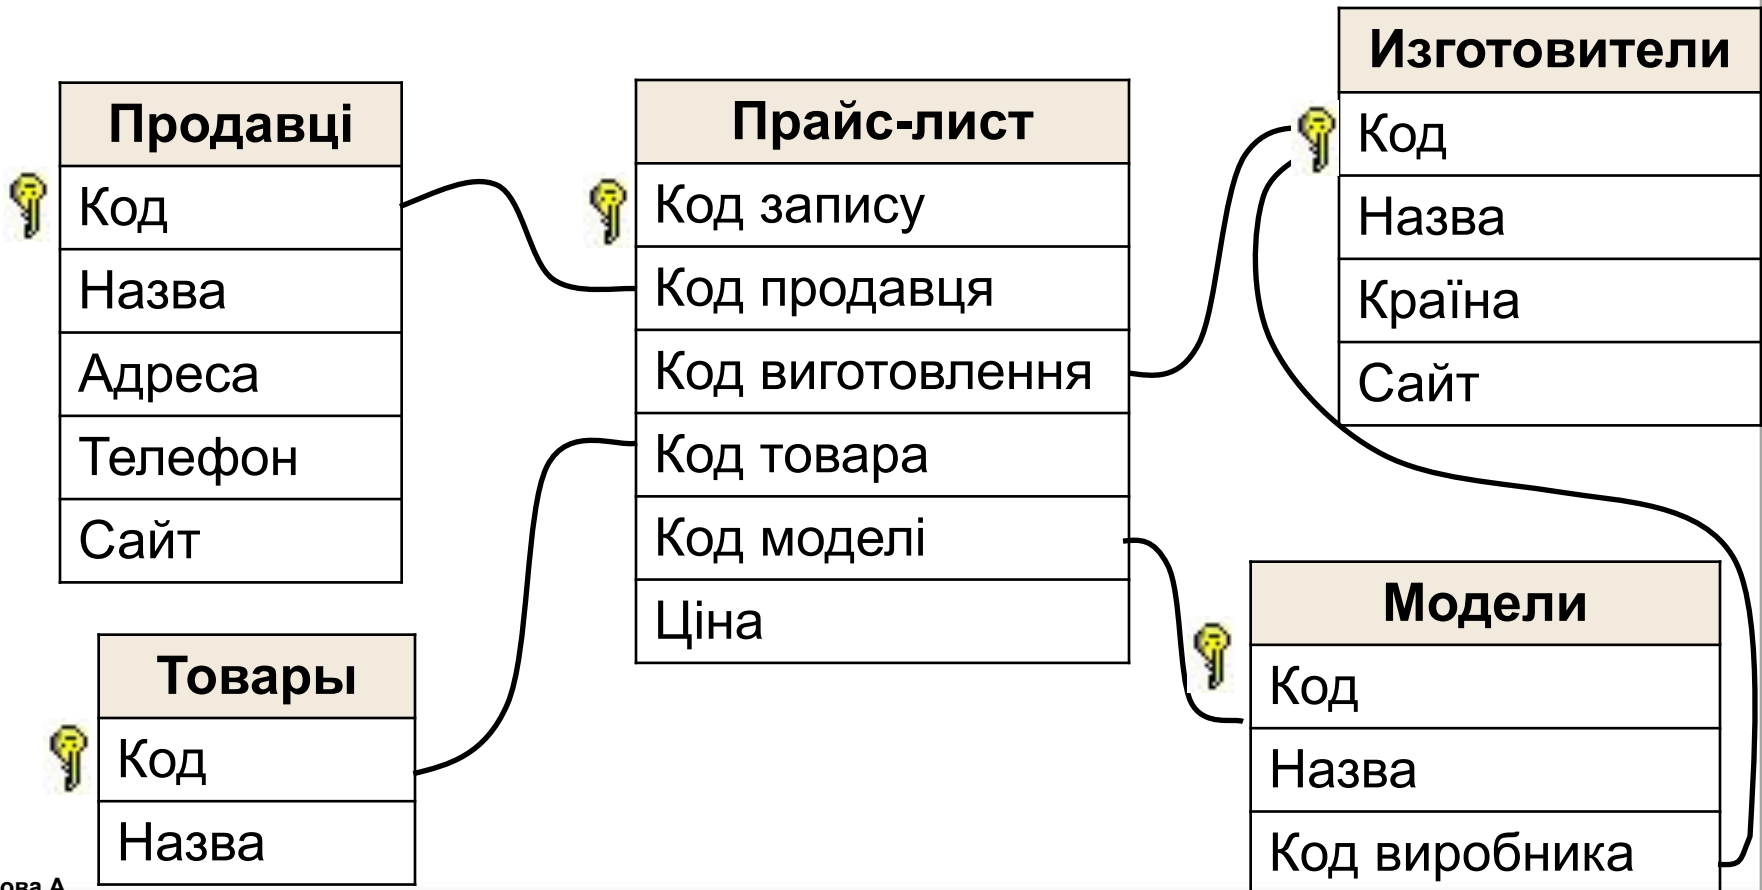 Продавці
Код
Назва
Адреса
Телефон
Сайт
Товары
Код
Назва
Прайс-лист
Код запису
Код продавця
Код виготовлення
Код товара
Код моделі
Ціна
Изготовители
Код
Назва
Країна
Сайт
Модели
Код
Назва
Код виробника